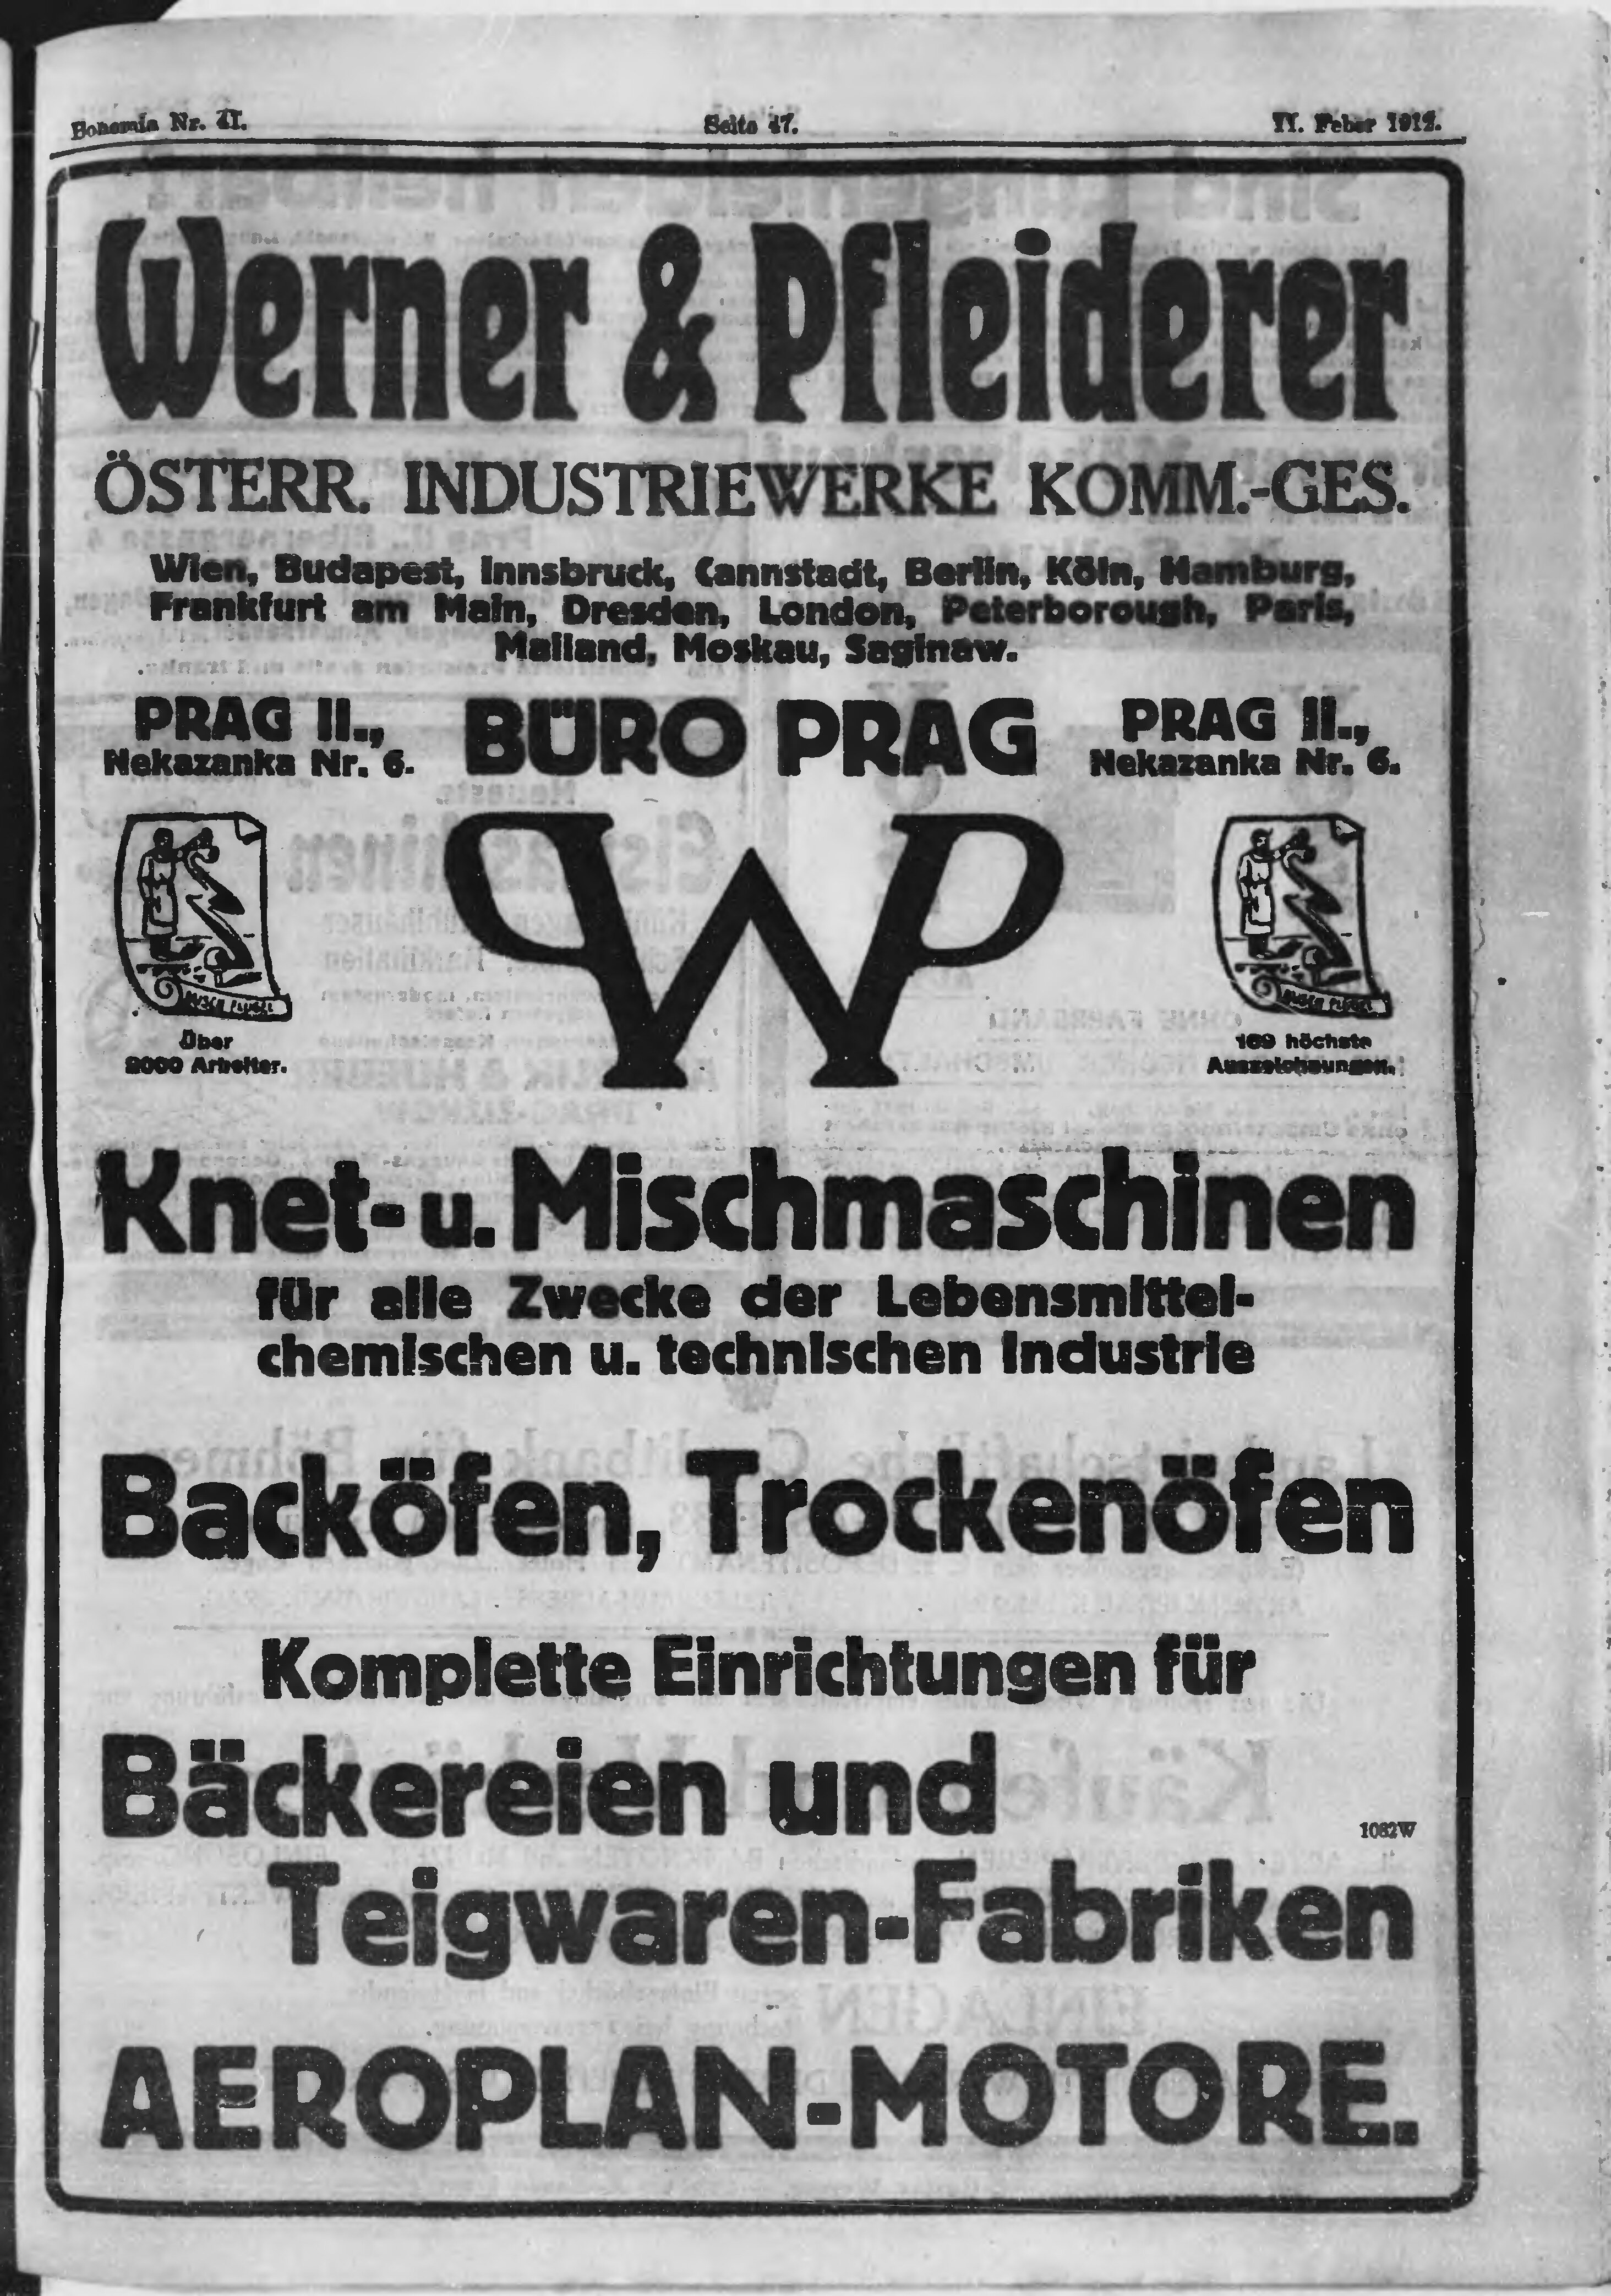 Bohemia Nr. 41.
Seite 47.
11. Feber 1912.
Werner & Pfleiderer
ÖSTERR. INDUSTRIEWERKE KOMM.-GES.
Wien, Budapest, Innsbruck, Cannstadt, Berlin, Köln, Hamburg,
Frankfurt am Main, Dresden, London, Peterborough, Paris,
Mailand, Moskau, Saginaw.
PRAG II.,
Nekazanka Nr. 6.
BÜRO PRAG
PRAG II.,
Nekazanka Nr. 6.
WP
Über
2000 Arbeiter.
169 höchste
Auszeichnungen.
Knet- u. Mischmaschinen
für alle Zwecke der Lebensmittel-
chemischen u. technischen Industrie
Backöfen, Trockenöfen
Komplette Einrichtungen für
Bäckereien und
1082W
Teigwaren-Fabriken
AEROPLAN-MOTORE.